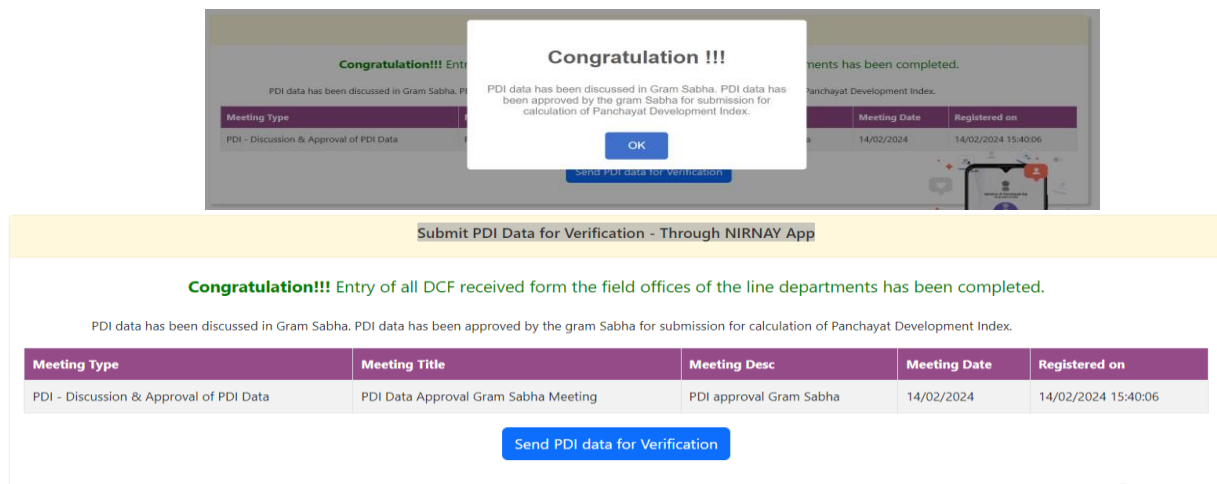 Congratulation !!!
PDI data has been discussed in Gram Sabha. PDI data has
been approved by the gram Sabha for submission for
calculation of Panchayat Development Index.
OK
Congratulation!!! Entr
ments has been completed.
PDI data has been discussed in Gram Sabha.
Panchayat Development Index.
Meeting Type Meeting Date Registered on
PDI - Discussion & Approval of PDI Data 14/02/2024 14/02/2024 15:40:06
Send PDI data for Verification
Submit PDI Data for Verification - Through NIRNAY App
Congratulation!!! Entry of all DCF received form the field offices of the line departments has been completed.
PDI data has been discussed in Gram Sabha. PDI data has been approved by the gram Sabha for submission for calculation of Panchayat Development Index.
Meeting Type Meeting Title Meeting Desc Meeting Date Registered on
PDI - Discussion & Approval of PDI Data PDI Data Approval Gram Sabha Meeting PDI approval Gram Sabha 14/02/2024 14/02/2024 15:40:06
Send PDI data for Verification